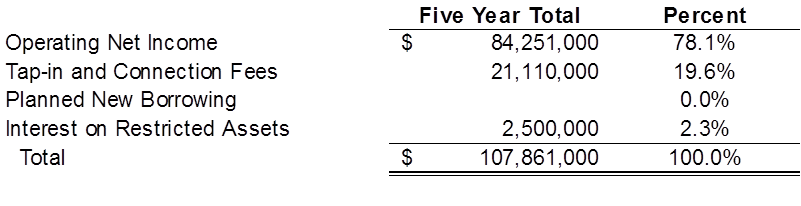 Five Year Total Percent
Operating Net Income $ 84,251,000 78.1%
Tap-in and Connection Fees 21,110,000 19.6%
Planned New Borrowing 0.0%
Interest on Restricted Assets 2,500,000 2.3%
Total $ 107,861,000 100.0%